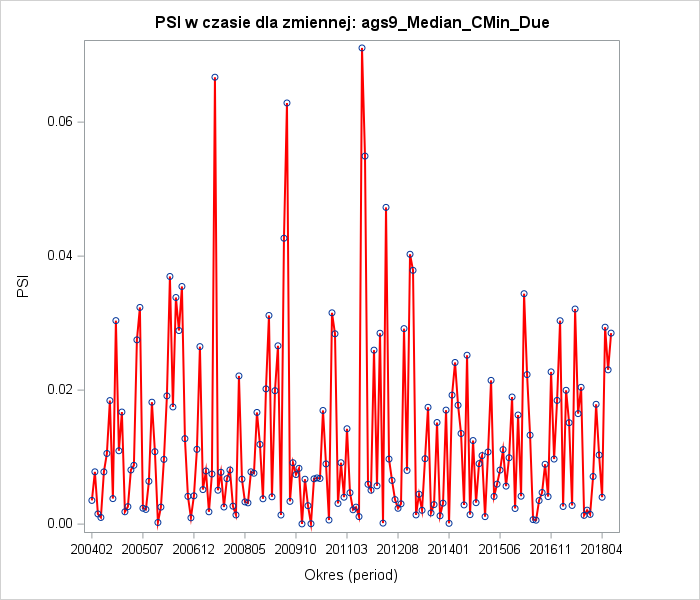 PSI w czasie dla zmiennej: ags9_Median_CMin_Due
0.06
0.04
0.02
0.00
PSI
200402 200507 200612 200805 200910 201103 201208 201401 201506 201611 201804
Okres (period)